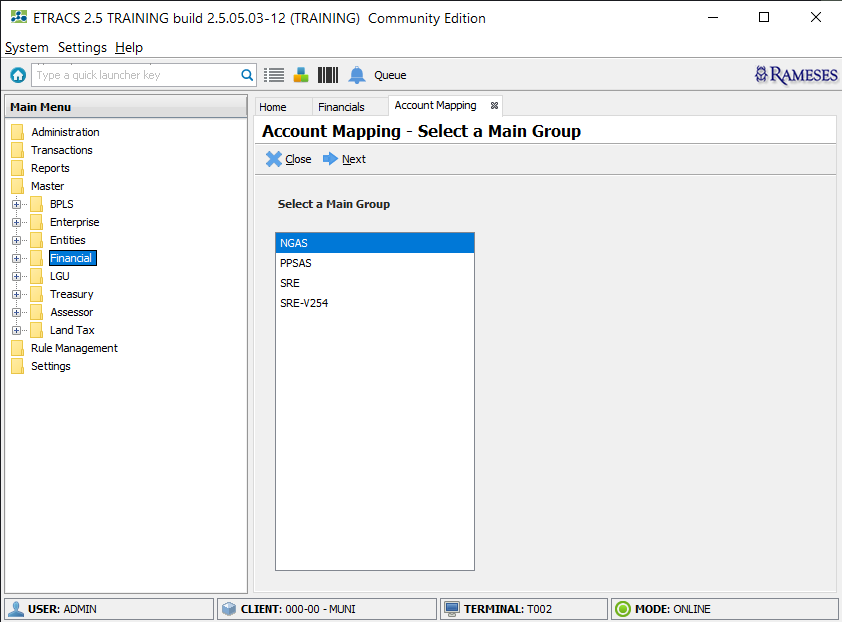 ETRACS 2.5 TRAINING build 2.5.05.03-12 (TRAINING) Community Edition
System Settings Help
Type a quick launcher key
Queue
RAMESES
Main Menu
Administration
Transactions
Reports
Master
BPLS
Enterprise
Entities
Financial
LGU
Treasury
Assessor
Land Tax
Rule Management
Settings
Home
Financials
Account Mapping
Account Mapping - Select a Main Group
Close
Next
Select a Main Group
NGAS
PPSAS
SRE
SRE-V254
USER: ADMIN
CLIENT: 000-00 - MUNI
TERMINAL: T002
MODE: ONLINE